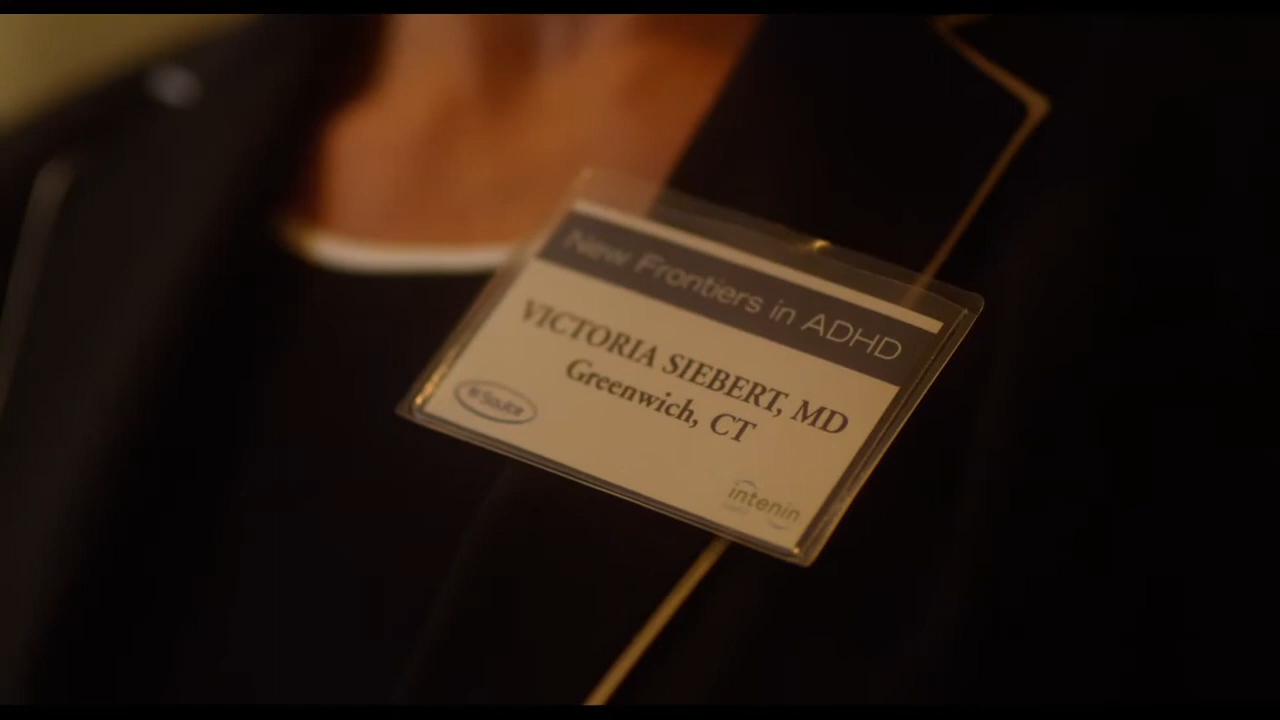 New Frontiers in ADHD
VICTORIA SIEBERT, MD
Greenwich, CT
intenin